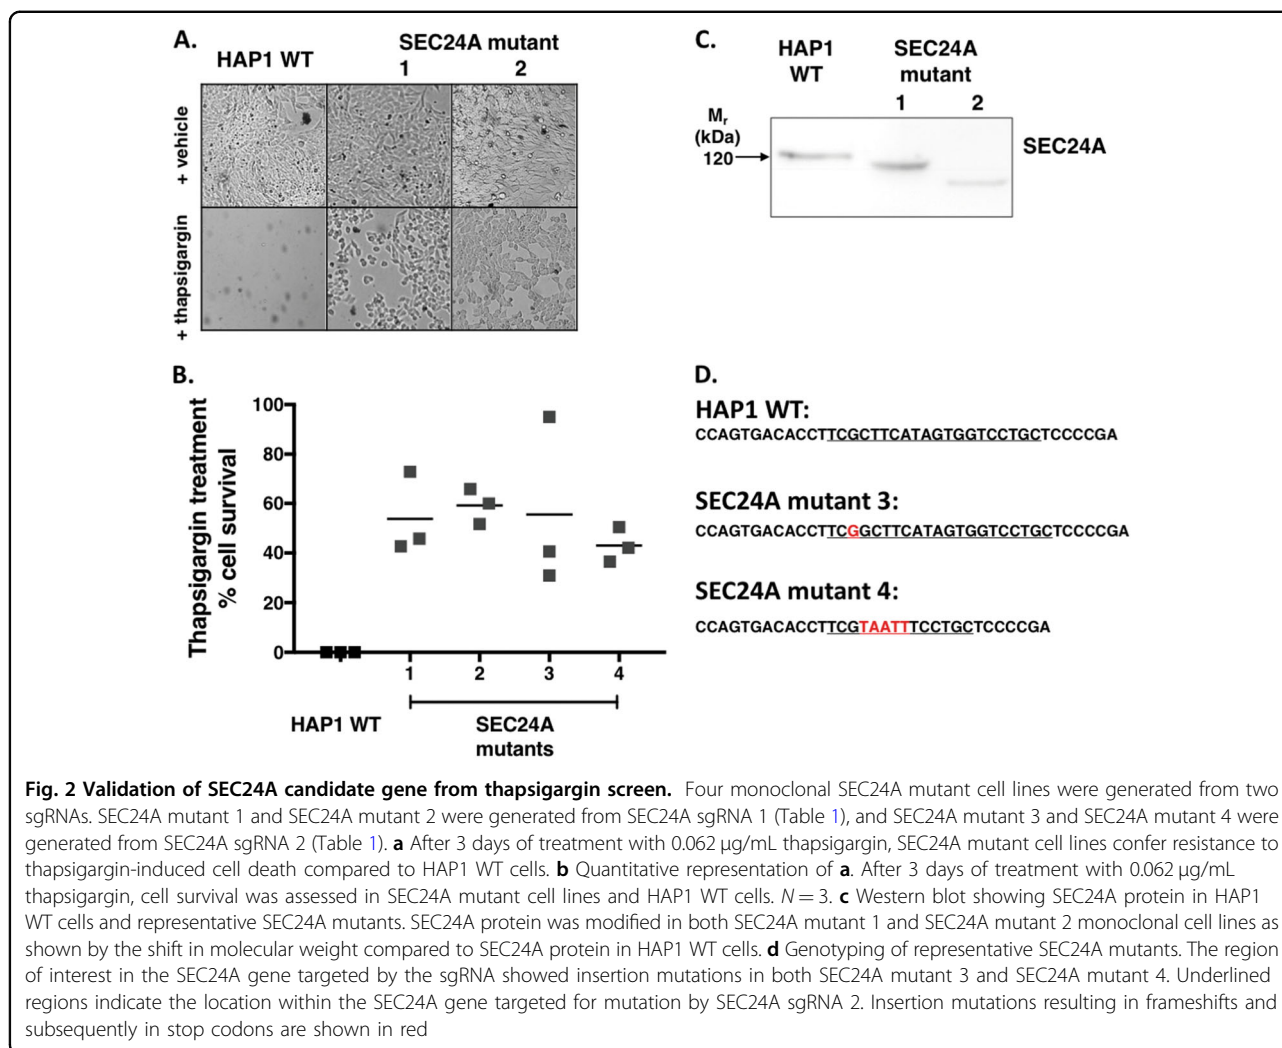 A.
HAP1 WT
SEC24A mutant
1 2
+ vehicle
+ thapsigargin
B.
Thapsigargin treatment
% cell survival
100
80
60
40
20
0
1 2 3 4
HAP1 WT
SEC24A
mutants
C.
HAP1
WT
SEC24A
mutant
1 2
Mr
(kDa)
120
SEC24A
D.
HAP1 WT:
CCAGTGACACCTTCGCTTCATAGTGGTCCTGCTCCCCGA
SEC24A mutant 3:
CCAGTGACACCTTCGGCTTCATAGTGGTCCTGCTCCCCGA
SEC24A mutant 4:
CCAGTGACACCTTCGTAATTTCCTGCTCCCCGA
Fig. 2 Validation of SEC24A candidate gene from thapsigargin screen. Four monoclonal SEC24A mutant cell lines were generated from two
sgRNAs. SEC24A mutant 1 and SEC24A mutant 2 were generated from SEC24A sgRNA 1 (Table 1), and SEC24A mutant 3 and SEC24A mutant 4 were
generated from SEC24A sgRNA 2 (Table 1). a After 3 days of treatment with 0.062 µg/mL thapsigargin, SEC24A mutant cell lines confer resistance to
thapsigargin-induced cell death compared to HAP1 WT cells. b Quantitative representation of a. After 3 days of treatment with 0.062 µg/mL
thapsigargin, cell survival was assessed in SEC24A mutant cell lines and HAP1 WT cells. N = 3. c Western blot showing SEC24A protein in HAP1
WT cells and representative SEC24A mutants. SEC24A protein was modified in both SEC24A mutant 1 and SEC24A mutant 2 monoclonal cell lines as
shown by the shift in molecular weight compared to SEC24A protein in HAP1 WT cells. d Genotyping of representative SEC24A mutants. The region
of interest in the SEC24A gene targeted by the sgRNA showed insertion mutations in both SEC24A mutant 3 and SEC24A mutant 4. Underlined
regions indicate the location within the SEC24A gene targeted for mutation by SEC24A sgRNA 2. Insertion mutations resulting in frameshifts and
subsequently in stop codons are shown in red